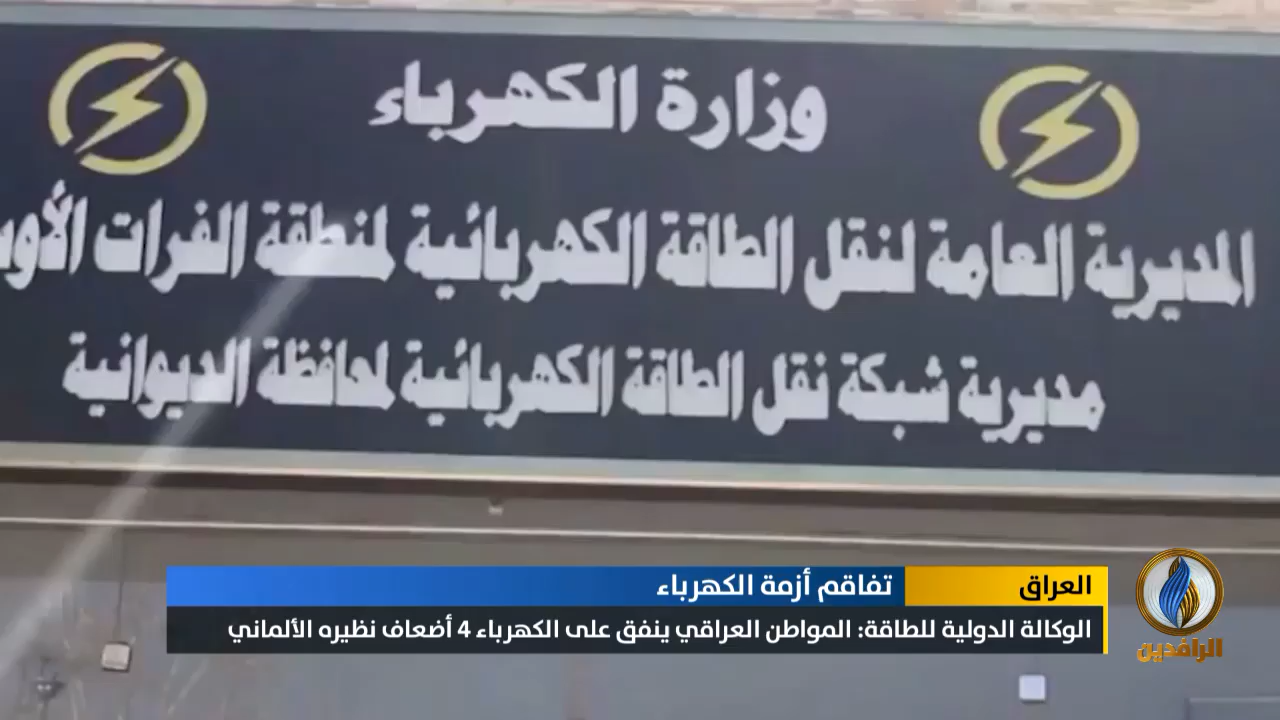 وزارة الكهرباء
المديرية العامة لنقل الطاقة الكهربائية لمنطقة الفرات
مديرية شبكة نقل الطاقة الكهربائية لمحافظة الديوانية
العراق
تفاقم أزمة الكهرباء
الوكالة الدولية للطاقة: المواطن العراقي ينفق على الكهرباء 4 أضعاف نظيره الألماني
الرافدين